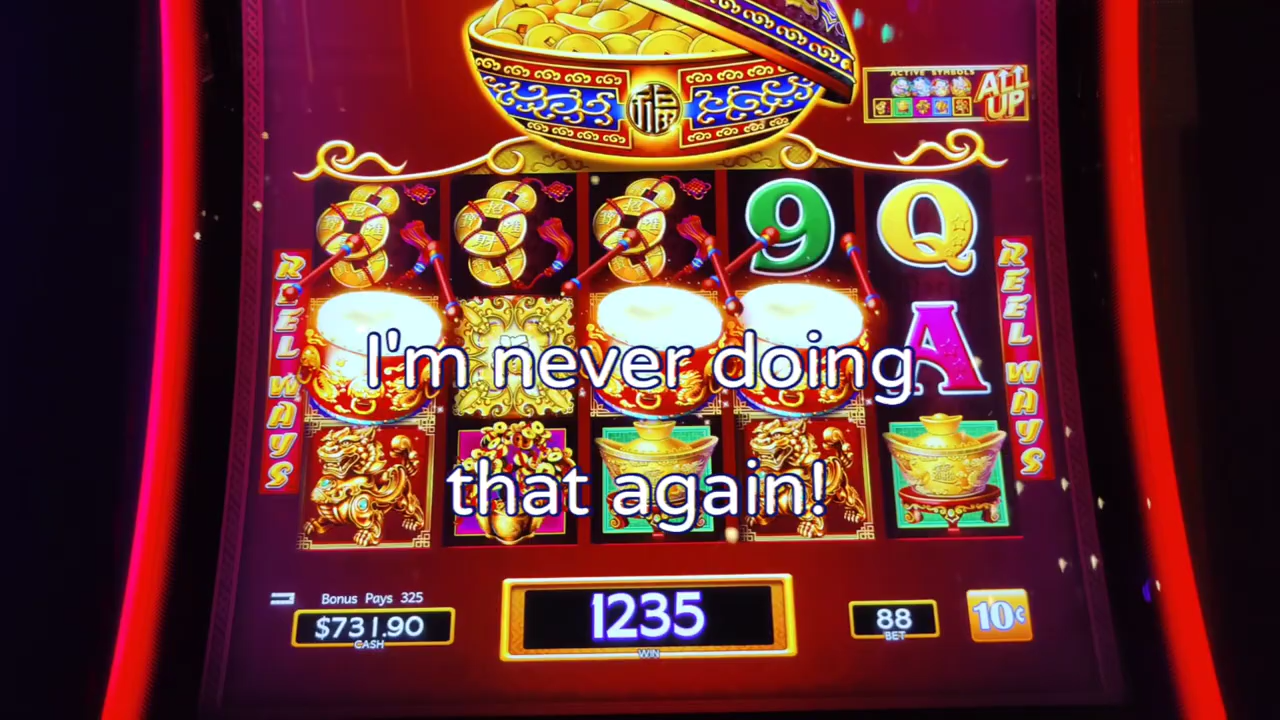 福
ACTIVE SYMBOLS
ALL
UP
9
Q
REEL WAYS
REEL WAYS
A
I'm never doing
that again!
Bonus Pays 325
$731.90
CASH
1235
WIN
88
BET
10¢